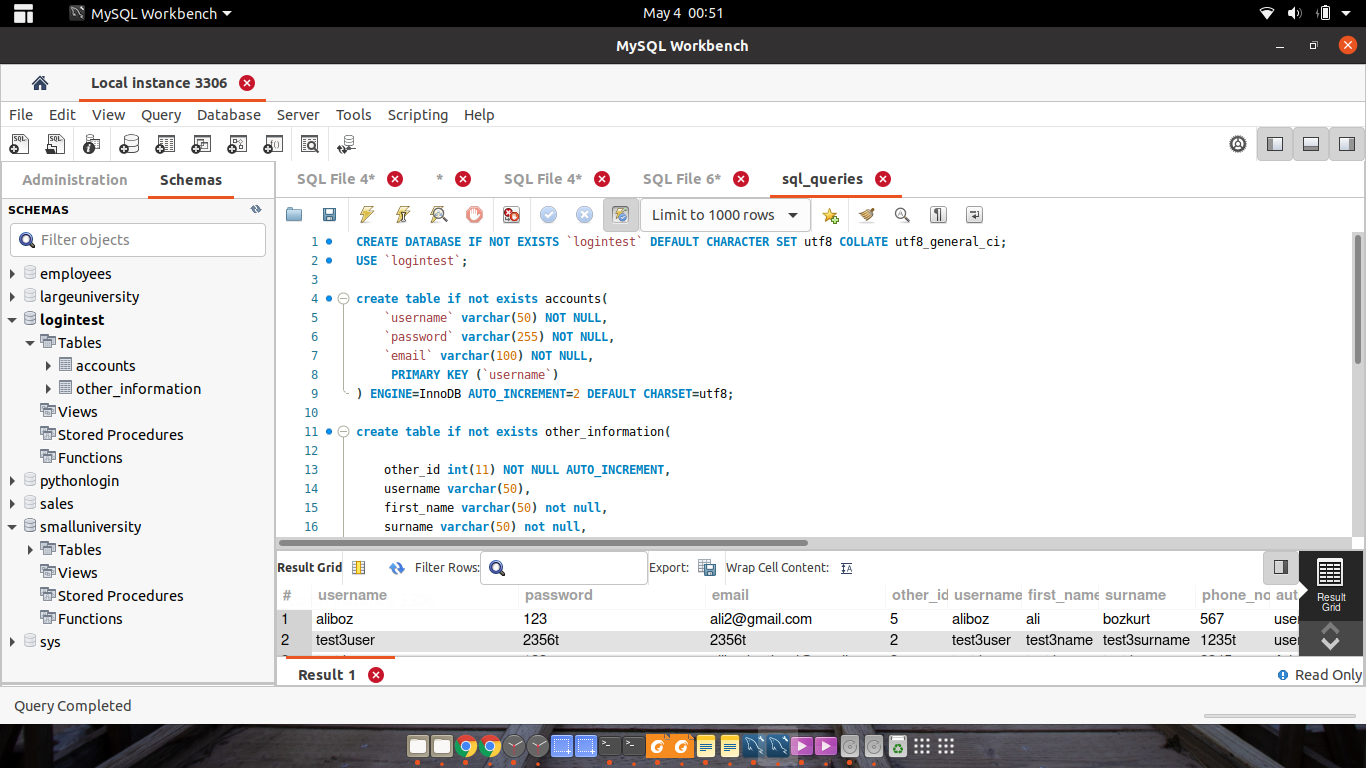 MySQL Workbench
May 4 00:51
MySQL Workbench
Local instance 3306
File Edit View Query Database Server Tools Scripting Help
Administration Schemas
SQL File 4* * SQL File 4* SQL File 6* sql_queries
SCHEMAS
Filter objects
employees
largeuniversity
logintest
Tables
accounts
other_information
Views
Stored Procedures
Functions
pythonlogin
sales
smalluniversity
Tables
Views
Stored Procedures
Functions
sys
Limit to 1000 rows
1 CREATE DATABASE IF NOT EXISTS `logintest` DEFAULT CHARACTER SET utf8 COLLATE utf8_general_ci;
2 USE `logintest`;
3
4 create table if not exists accounts(
5 `username` varchar(50) NOT NULL,
6 `password` varchar(255) NOT NULL,
7 `email` varchar(100) NOT NULL,
8 PRIMARY KEY (`username`)
9 ) ENGINE=InnoDB AUTO_INCREMENT=2 DEFAULT CHARSET=utf8;
10
11 create table if not exists other_information(
12
13 other_id int(11) NOT NULL AUTO_INCREMENT,
14 username varchar(50),
15 first_name varchar(50) not null,
16 surname varchar(50) not null,
Result Grid Filter Rows: Export: Wrap Cell Content:
# username password email other_id username first_name surname phone_no aut
1 aliboz 123 ali2@gmail.com 5 aliboz ali bozkurt 567 user
2 test3user 2356t 2356t 2 test3user test3name test3surname 1235t user
Result
Grid
Result 1
Read Only
Query Completed